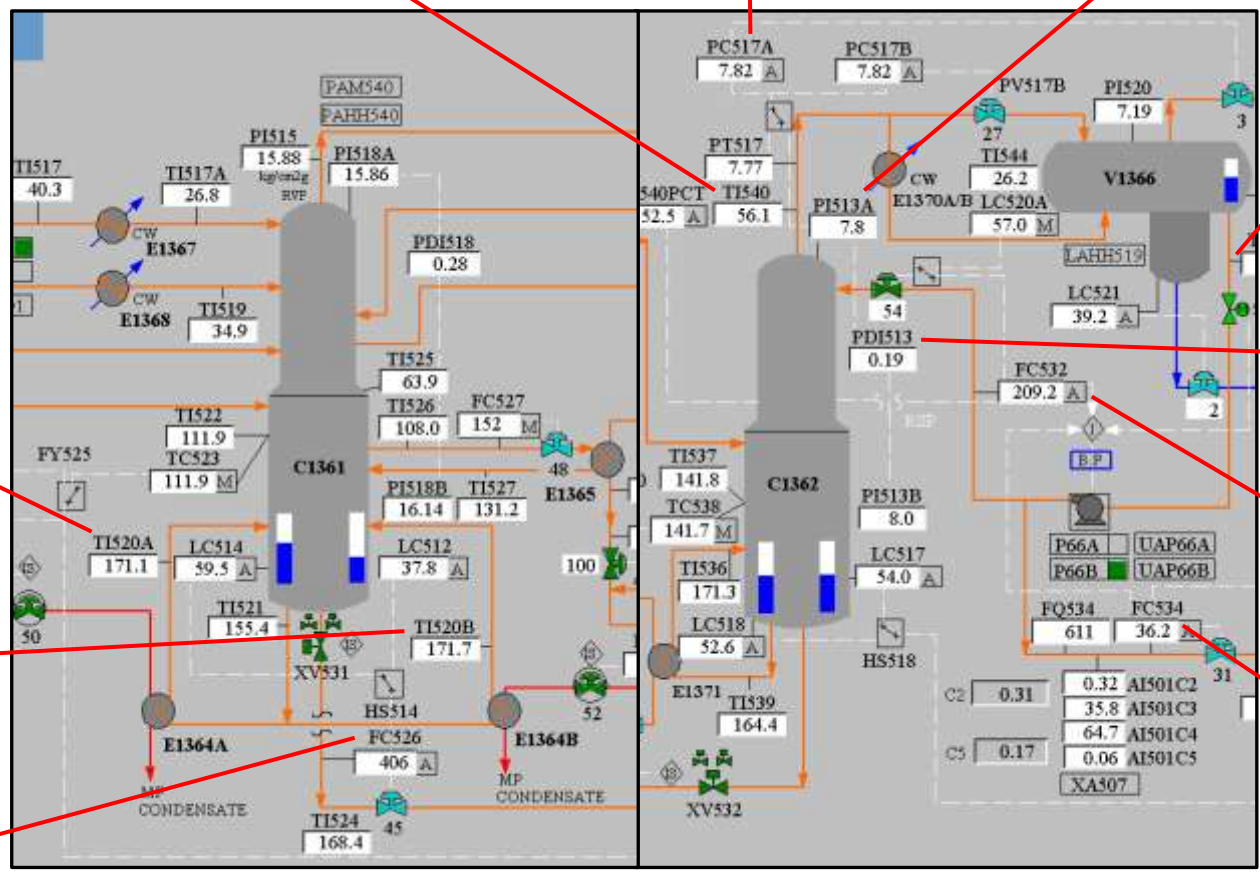 PAM540
PAHH540
PI515
15.88
kg/cm2g
RVP
PI518A
15.86
TI517
40.3
TI517A
26.8
CW
E1367
PDI518
0.28
CW
E1368
TI519
34.9
TI525
63.9
TI526
108.0
FC527
152 M
48
TI522
111.9
TC523
111.9 M
FY525
C1361
E1365
PI518B
16.14
TI527
131.2
TI520A
171.1
LC514
59.5 A
LC512
37.8 A
100
50
TI521
155.4
TI520B
171.7
XV531
HS514
52
E1364A
FC526
406 A
E1364B
MP
CONDENSATE
MP
CONDENSATE
TI524
168.4
45
PC517A
7.82 A
PC517B
7.82 A
PV517B
27
PI520
7.19
3
PT517
7.77
CW
E1370A/B
TI544
26.2
V1366
540PCT
52.5 A
TI540
56.1
PI513A
7.8
LC520A
57.0 M
LAHH519
54
LC521
39.2 A
PDI513
0.19
FC532
209.2 A
2
I
B.P
TI537
141.8
C1362
TC538
141.7 M
PI513B
8.0
P66A
UAP66A
P66B
UAP66B
TI536
171.3
LC517
54.0 A
LC518
52.6 A
HS518
FQ534
611
FC534
36.2 A
31
E1371
TI539
164.4
C2 0.31
0.32 AI501C2
35.8 AI501C3
64.7 AI501C4
C5 0.17
0.06 AI501C5
XA507
XV532